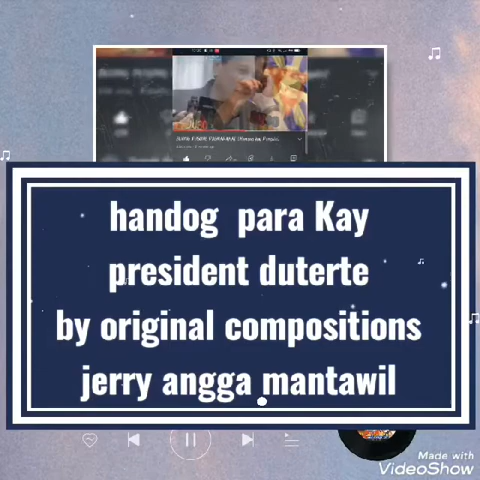 handog para Kay
president duterte
by original compositions
jerry angga mantawil
Made with
VideoShow